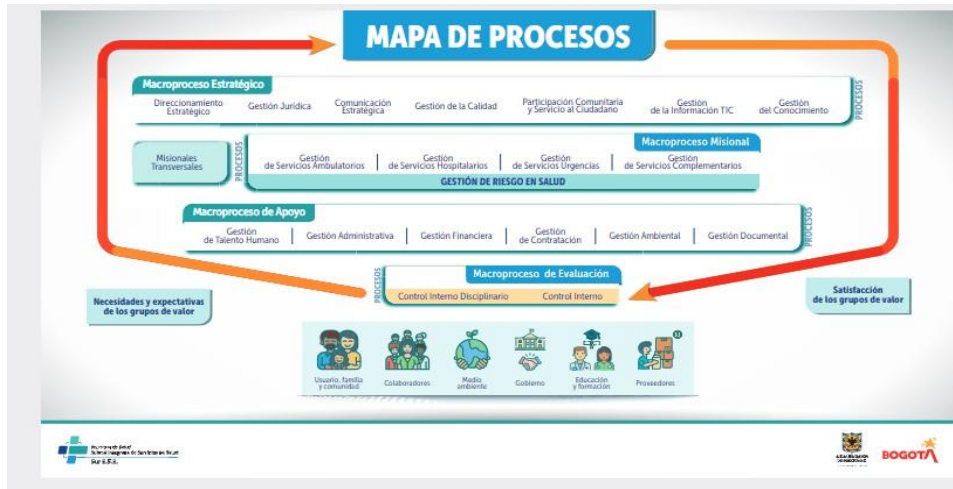 MAPA DE PROCESOS
Macroproceso Estratégico
Direccionamiento
Estratégico
Gestión Jurídica
Comunicación
Estratégica
Gestión de la Calidad
Participación Comunitaria
y Servicio al Ciudadano
Gestión
de la Información TIC
Gestión
del Conocimiento
PROCESOS
Misionales
Transversales
PROCESOS
Macroproceso Misional
Gestión
de Servicios Ambulatorios
Gestión
de Servicios Hospitalarios
Gestión
de Servicios Urgencias
Gestión
de Servicios Complementarios
GESTIÓN DE RIESGO EN SALUD
Macroproceso de Apoyo
Gestión
de Talento Humano
Gestión Administrativa
Gestión Financiera
Gestión
de Contratación
Gestión Ambiental
Gestión Documental
PROCESOS
PROCESOS
Macroproceso de Evaluación
Control Interno Disciplinario
Control Interno
Necesidades y expectativas
de los grupos de valor
Satisfacción
de los grupos de valor
Usuario, familia
y comunidad
Colaboradores
Medio
ambiente
Gobierno
Educación
y formación
Proveedores
Sur E.S.E.
BOGOTÁ